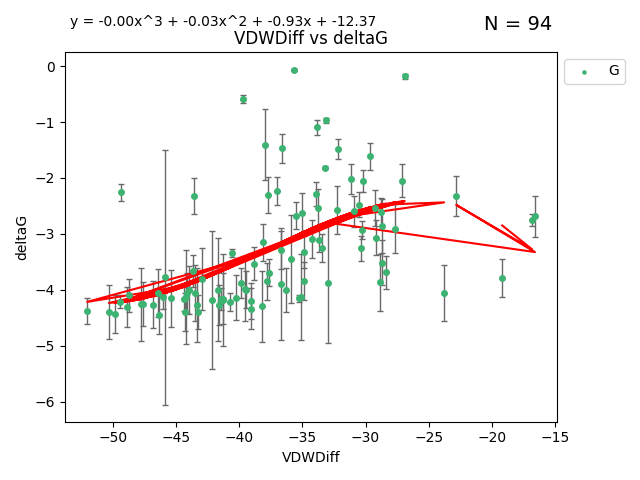 y = -0.00x^3 + -0.03x^2 + -0.93x + -12.37
N = 94
VDWDiff vs deltaG
G
deltaG
0
−1
−2
−3
−4
−5
−6
−50 −45 −40 −35 −30 −25 −20 −15
VDWDiff